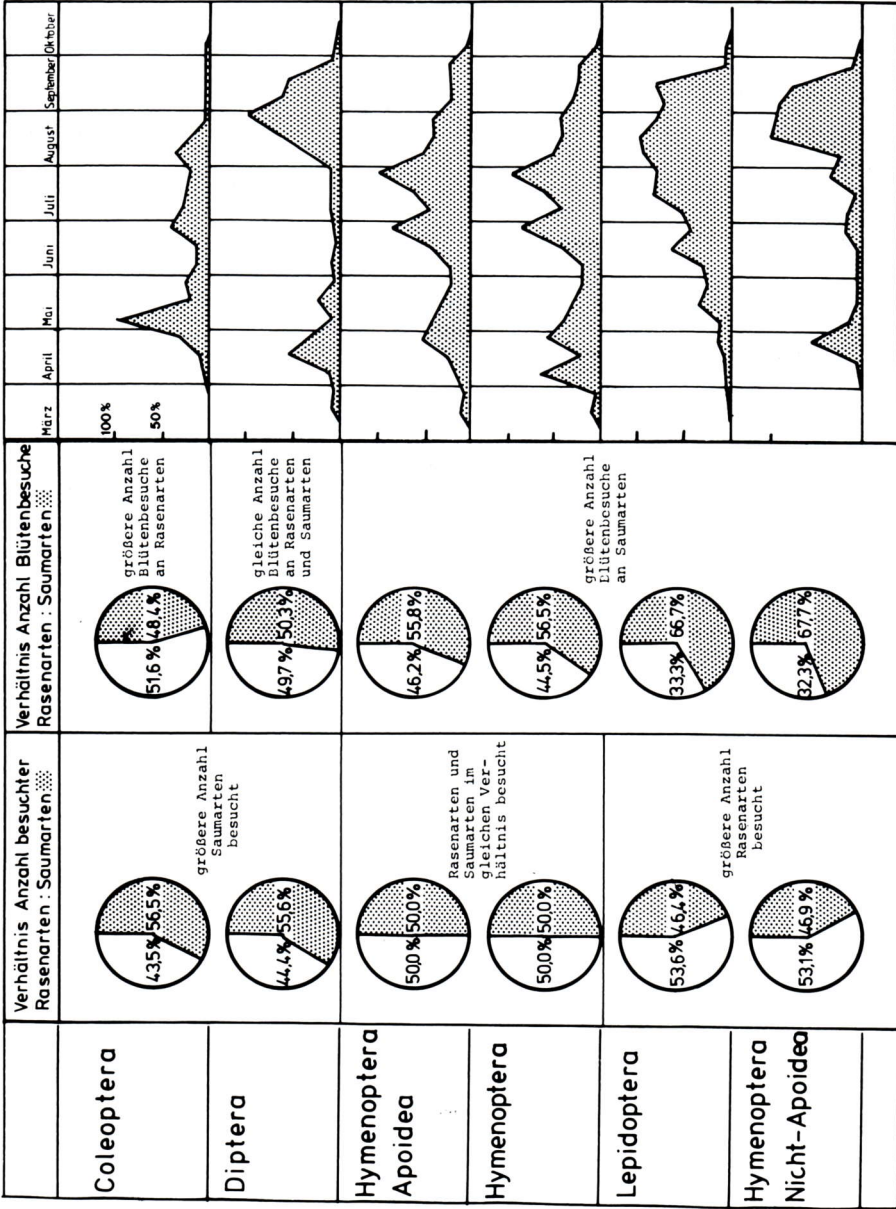 Verhältnis Anzahl besuchter
Rasenarten : Saumarten
Verhältnis Anzahl Blütenbesuche
Rasenarten : Saumarten
März
April
Mai
Juni
Juli
August
September
Oktober
Coleoptera
43,5%
56,5%
größere Anzahl
Saumarten
besucht
51,6%
48,4%
größere Anzahl
Blütenbesuche
an Rasenarten
100%
50%
Diptera
44,4%
55,6%
49,7%
50,3%
gleiche Anzahl
Blütenbesuche
an Rasenarten
und Saumarten
Hymenoptera
Apoidea
50,0%
50,0%
Rasenarten und
Saumarten im
gleichen Ver-
hältnis besucht
46,2%
55,8%
Hymenoptera
50,0%
50,0%
44,5%
56,5%
größere Anzahl
Blütenbesuche
an Saumarten
Lepidoptera
53,6%
46,4%
größere Anzahl
Rasenarten
besucht
33,3%
66,7%
Hymenoptera
Nicht-Apoidea
53,1%
46,9%
32,3%
67,7%